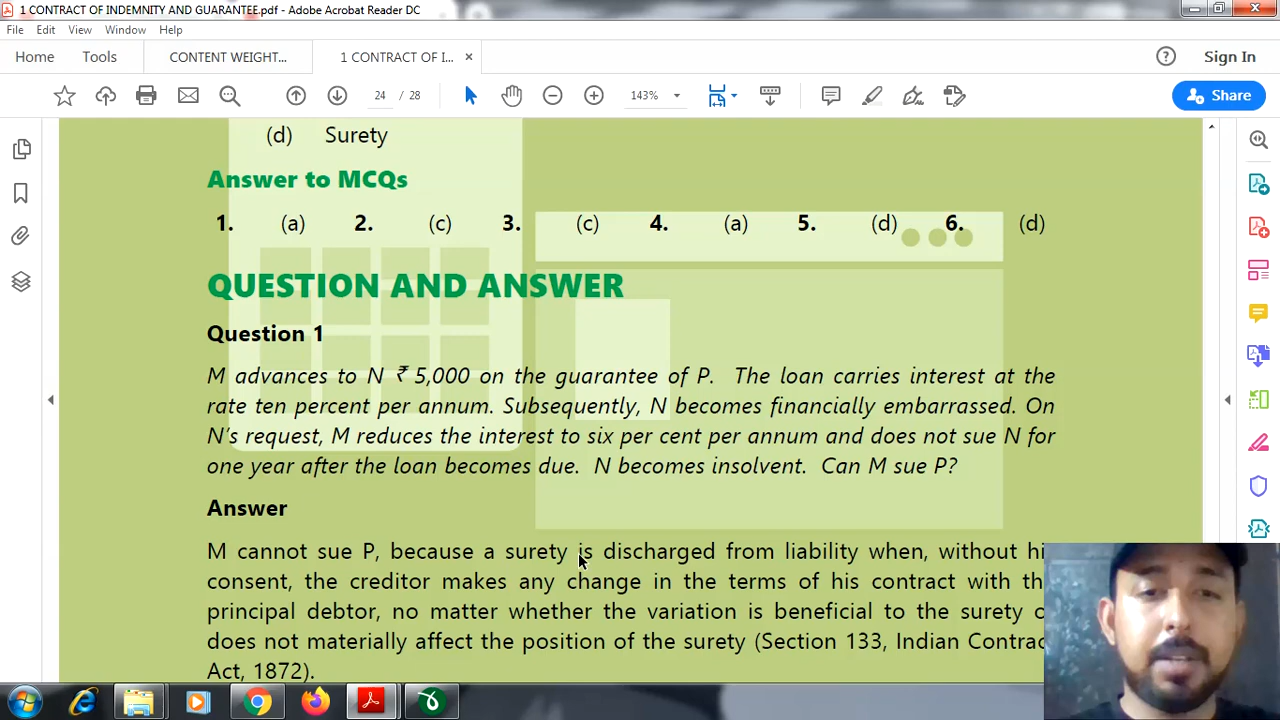 1 CONTRACT OF INDEMNITY AND GUARANTEE.pdf - Adobe Acrobat Reader DC
File Edit View Window Help
Home Tools CONTENT WEIGHT... 1 CONTRACT OF I... × Sign In
24 / 28 143% Share
(d) Surety
Answer to MCQs
1. (a) 2. (c) 3. (c) 4. (a) 5. (d) 6. (d)
QUESTION AND ANSWER
Question 1
M advances to N ₹ 5,000 on the guarantee of P. The loan carries interest at the
rate ten percent per annum. Subsequently, N becomes financially embarrassed. On
N's request, M reduces the interest to six per cent per annum and does not sue N for
one year after the loan becomes due. N becomes insolvent. Can M sue P?
Answer
M cannot sue P, because a surety is discharged from liability when, without
consent, the creditor makes any change in the terms of his contract with
principal debtor, no matter whether the variation is beneficial to the surety
does not materially affect the position of the surety (Section 133, Indian
Act, 1872).